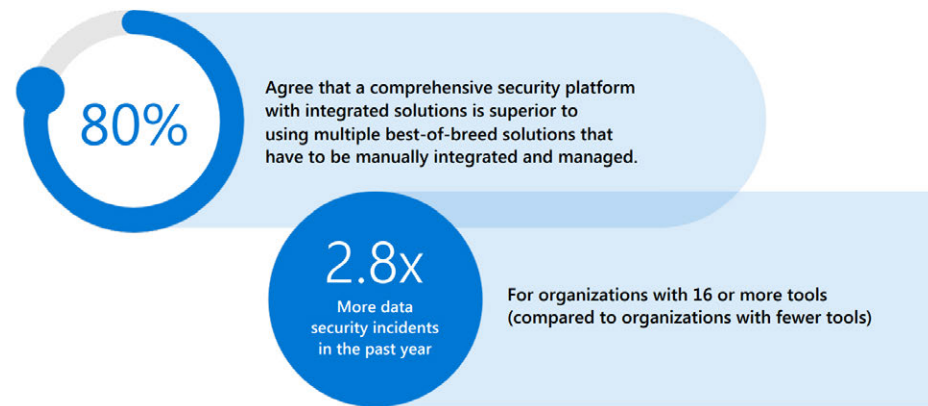 80%
Agree that a comprehensive security platform
with integrated solutions is superior to
using multiple best-of-breed solutions that
have to be manually integrated and managed.
2.8x
More data
security incidents
in the past year
For organizations with 16 or more tools
(compared to organizations with fewer tools)